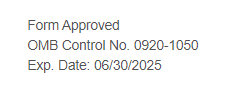 Form Approved
OMB Control No. 0920-1050
Exp. Date: 06/30/2025